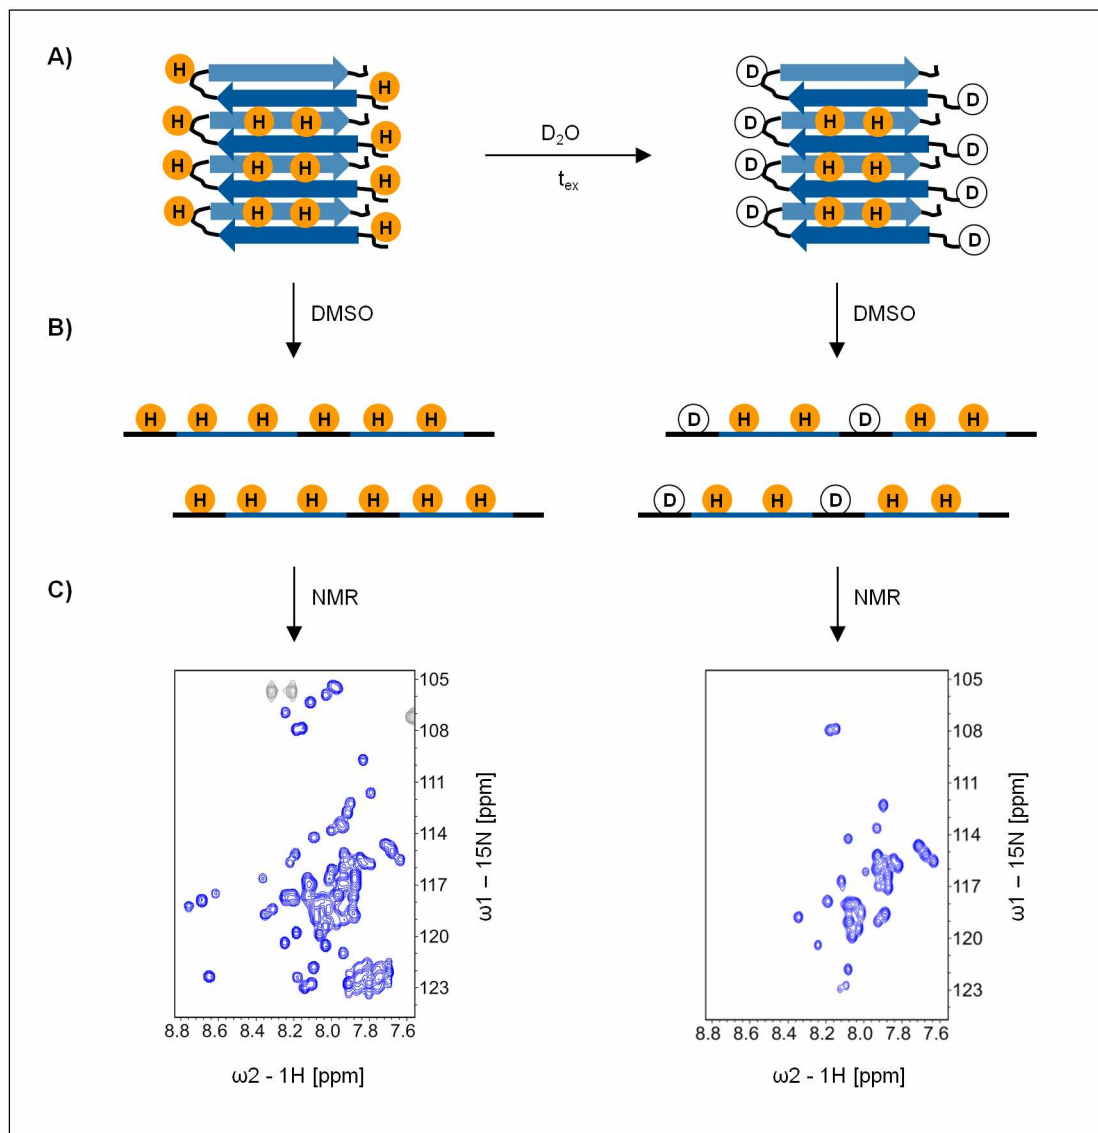 A)
H H H H H H H H H H H H H H
D₂O
t_ex
D D D D D D D D H H H H H H
B)
DMSO
DMSO
H H H H H H
D H H D H H
H H H H H H
D H H D H H
C)
NMR
NMR
105
108
111
114
117
120
123
ω1 – 15N [ppm]
8.8 8.6 8.4 8.2 8.0 7.8 7.6
ω2 - 1H [ppm]
105
108
111
114
117
120
123
ω1 – 15N [ppm]
8.8 8.6 8.4 8.2 8.0 7.8 7.6
ω2 - 1H [ppm]